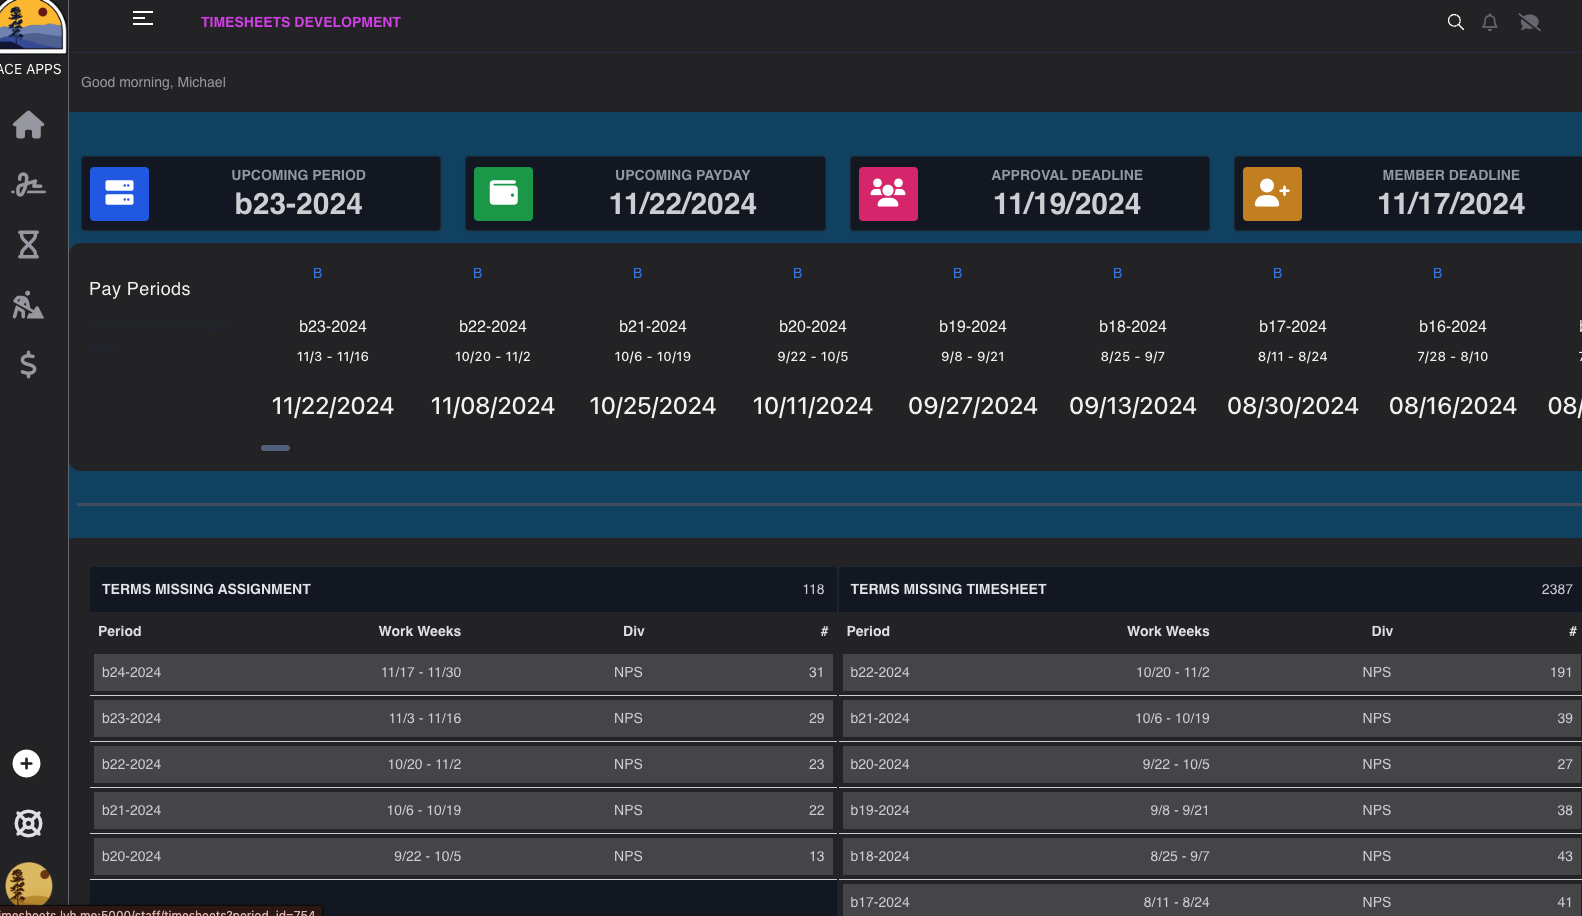 TIMESHEETS DEVELOPMENT
ACE APPS
Good morning, Michael
UPCOMING PERIOD
b23-2024
UPCOMING PAYDAY
11/22/2024
APPROVAL DEADLINE
11/19/2024
MEMBER DEADLINE
11/17/2024
Pay Periods
B B B B B B B B
b23-2024 b22-2024 b21-2024 b20-2024 b19-2024 b18-2024 b17-2024 b16-2024
11/3 - 11/16 10/20 - 11/2 10/6 - 10/19 9/22 - 10/5 9/8 - 9/21 8/25 - 9/7 8/11 - 8/24 7/28 - 8/10
11/22/2024 11/08/2024 10/25/2024 10/11/2024 09/27/2024 09/13/2024 08/30/2024 08/16/2024 08/
TERMS MISSING ASSIGNMENT 118
Period Work Weeks Div #
b24-2024 11/17 - 11/30 NPS 31
b23-2024 11/3 - 11/16 NPS 29
b22-2024 10/20 - 11/2 NPS 23
b21-2024 10/6 - 10/19 NPS 22
b20-2024 9/22 - 10/5 NPS 13
TERMS MISSING TIMESHEET 2387
Period Work Weeks Div #
b22-2024 10/20 - 11/2 NPS 191
b21-2024 10/6 - 10/19 NPS 39
b20-2024 9/22 - 10/5 NPS 27
b19-2024 9/8 - 9/21 NPS 38
b18-2024 8/25 - 9/7 NPS 43
b17-2024 8/11 - 8/24 NPS 41
imesheets.lvh.me:5000/staff/timesheets?period_id=754